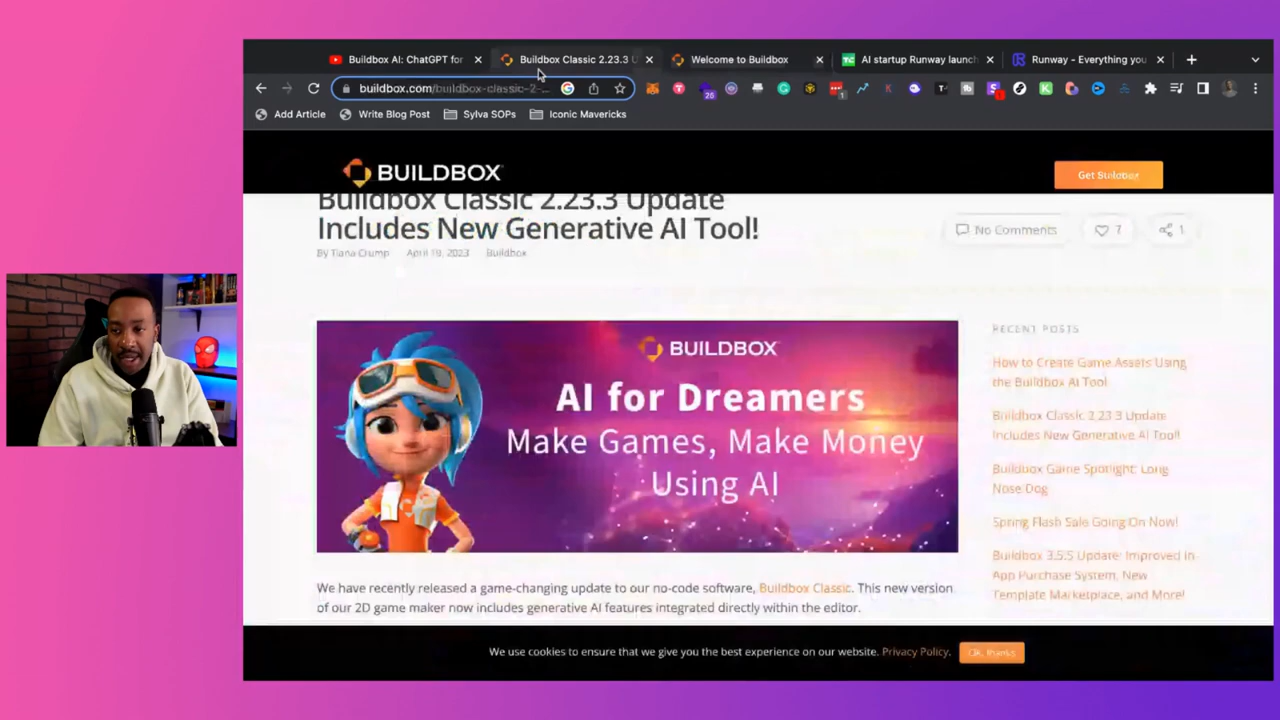 Buildbox AI: ChatGPT for
Buildbox Classic 2.23.3 U
Welcome to Buildbox
AI startup Runway launch
Runway - Everything you
buildbox.com/buildbox-classic-2-...
Add Article
Write Blog Post
Sylva SOPs
Iconic Mavericks
BUILDBOX
Get Buildbox
Buildbox Classic 2.23.3 Update
Includes New Generative AI Tool!
By Tiana Crump April 19, 2023 Buildbox
No Comments
7
1
BUILDBOX
AI for Dreamers
Make Games, Make Money
Using AI
We have recently released a game-changing update to our no-code software, Buildbox Classic. This new version
of our 2D game maker now includes generative AI features integrated directly within the editor.
RECENT POSTS
How to Create Game Assets Using
the Buildbox AI Tool
Buildbox Classic 2.23.3 Update
Includes New Generative AI Tool!
Buildbox Game Spotlight: Long
Nose Dog
Spring Flash Sale Going On Now!
Buildbox 3.5.5 Update: Improved In
App Purchase System, New
Template Marketplace, and More!
We use cookies to ensure that we give you the best experience on our website. Privacy Policy.
Ok, thanks